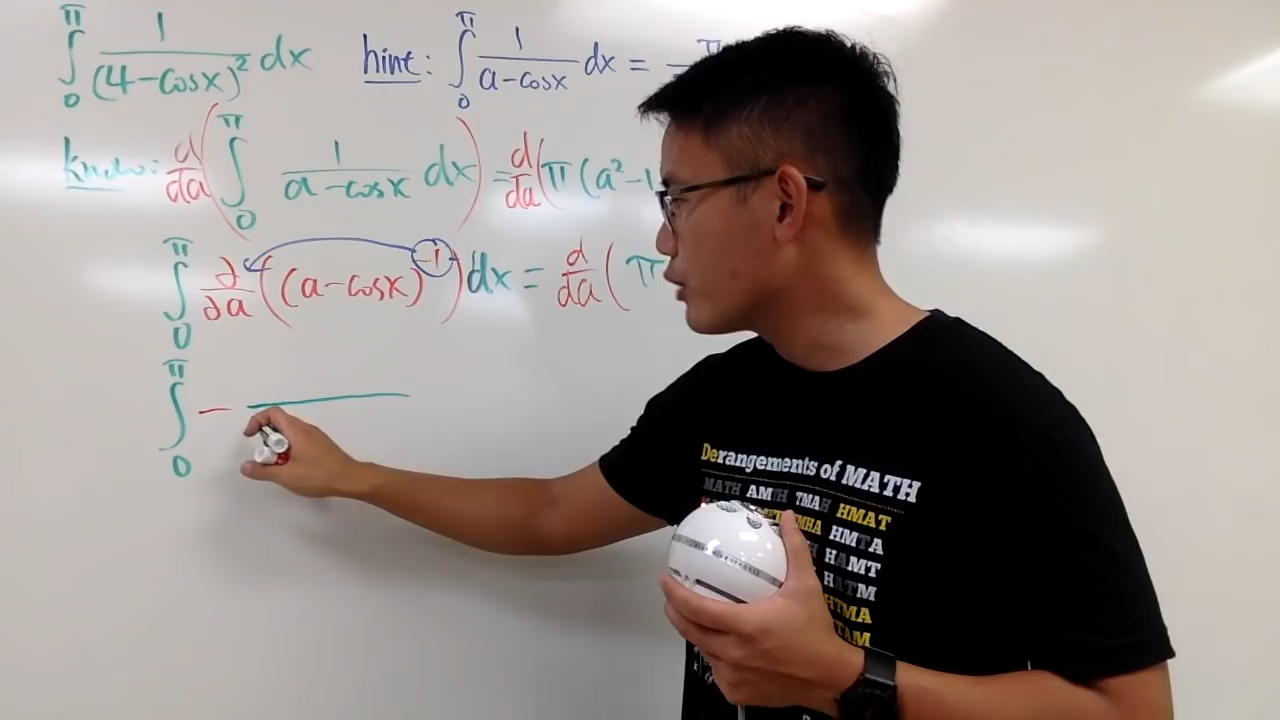 ∫₀^π 1/(4-cosx)² dx hint: ∫₀^π 1/(a-cosx) dx = π
know: d/da(∫₀^π 1/(a-cosx) dx) = d/da(π(a²-1
∫₀^π ∂/∂a((a-cosx)^-1) dx = d/da(π
∫₀^π -
Derangements of MATH
MATH AMTH TMAH HMAT
HMTA
HAMT
HATM